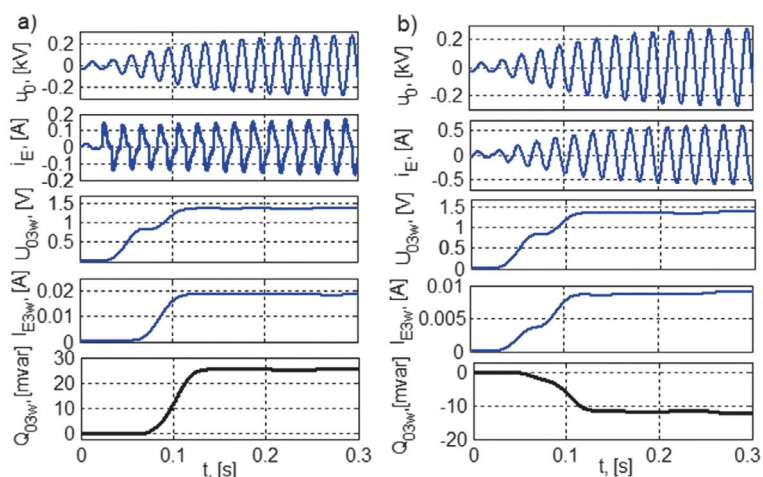 a)
u0, [kV]
0.2
0
-0.2
iE, [A]
0.2
0.1
0
-0.1
-0.2
U03w, [V]
1.5
1
0.5
0
IE3w, [A]
0.02
0.01
0
Q03w, [mvar]
30
20
10
0
0 0.1 0.2 0.3
t, [s]
b)
u0, [kV]
0.2
0
-0.2
iE, [A]
0.5
0
-0.5
U03w, [V]
1.5
1
0.5
0
IE3w, [A]
0.01
0.005
0
Q03w,[mvar]
0
-10
-20
0 0.1 0.2 0.3
t, [s]